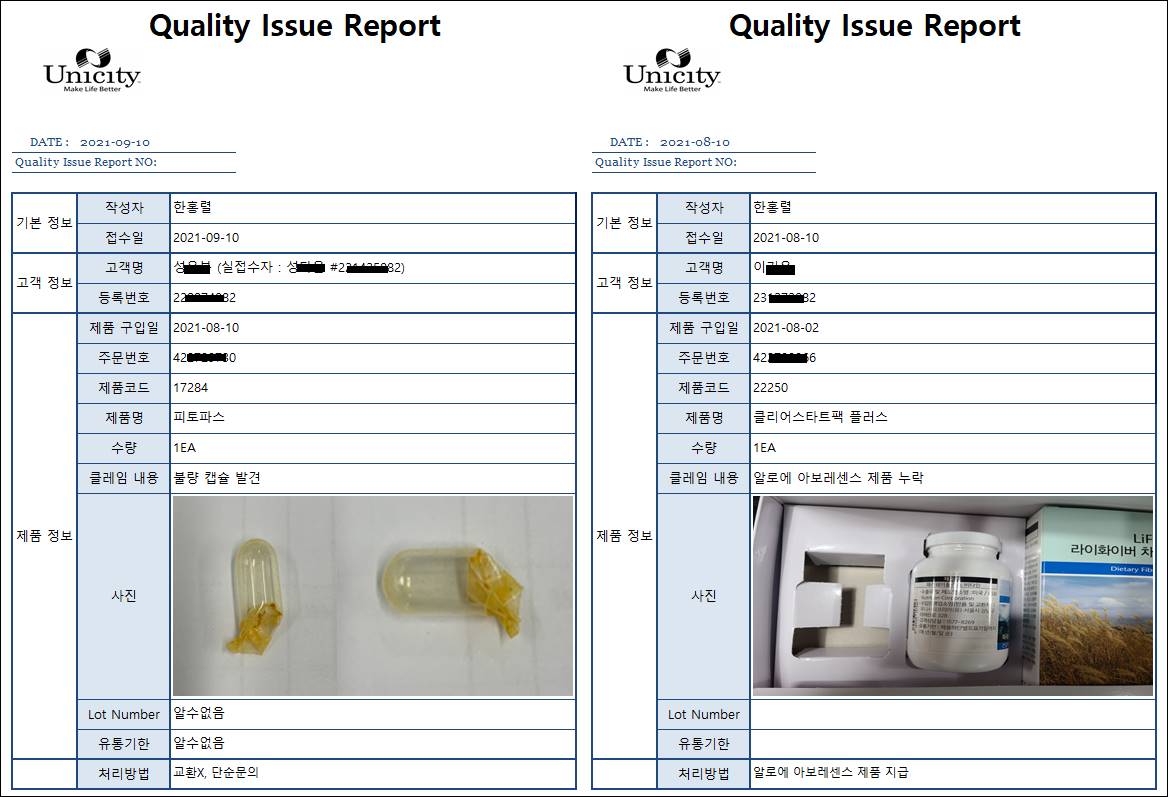 Quality Issue Report
Unicity
Make Life Better
DATE : 2021-09-10
Quality Issue Report NO:
기본 정보
작성자 한홍렬
접수일 2021-09-10
고객 정보
고객명 성 (실접수자 : 성 #22 82)
등록번호 22 82
제품 정보
제품 구입일 2021-08-10
주문번호 42 0
제품코드 17284
제품명 피토파스
수량 1EA
클레임 내용 불량 캡슐 발견
사진
Lot Number 알수없음
유통기한 알수없음
처리방법 교환X, 단순문의
Quality Issue Report
Unicity
Make Life Better
DATE : 2021-08-10
Quality Issue Report NO:
기본 정보
작성자 한홍렬
접수일 2021-08-10
고객 정보
고객명 이
등록번호 23 82
제품 정보
제품 구입일 2021-08-02
주문번호 42 6
제품코드 22250
제품명 클리어스타트팩 플러스
수량 1EA
클레임 내용 알로에 아보레센스 제품 누락
사진
LiF
라이화이버 차
Dietary Fib
Lot Number
유통기한
처리방법 알로에 아보레센스 제품 지급